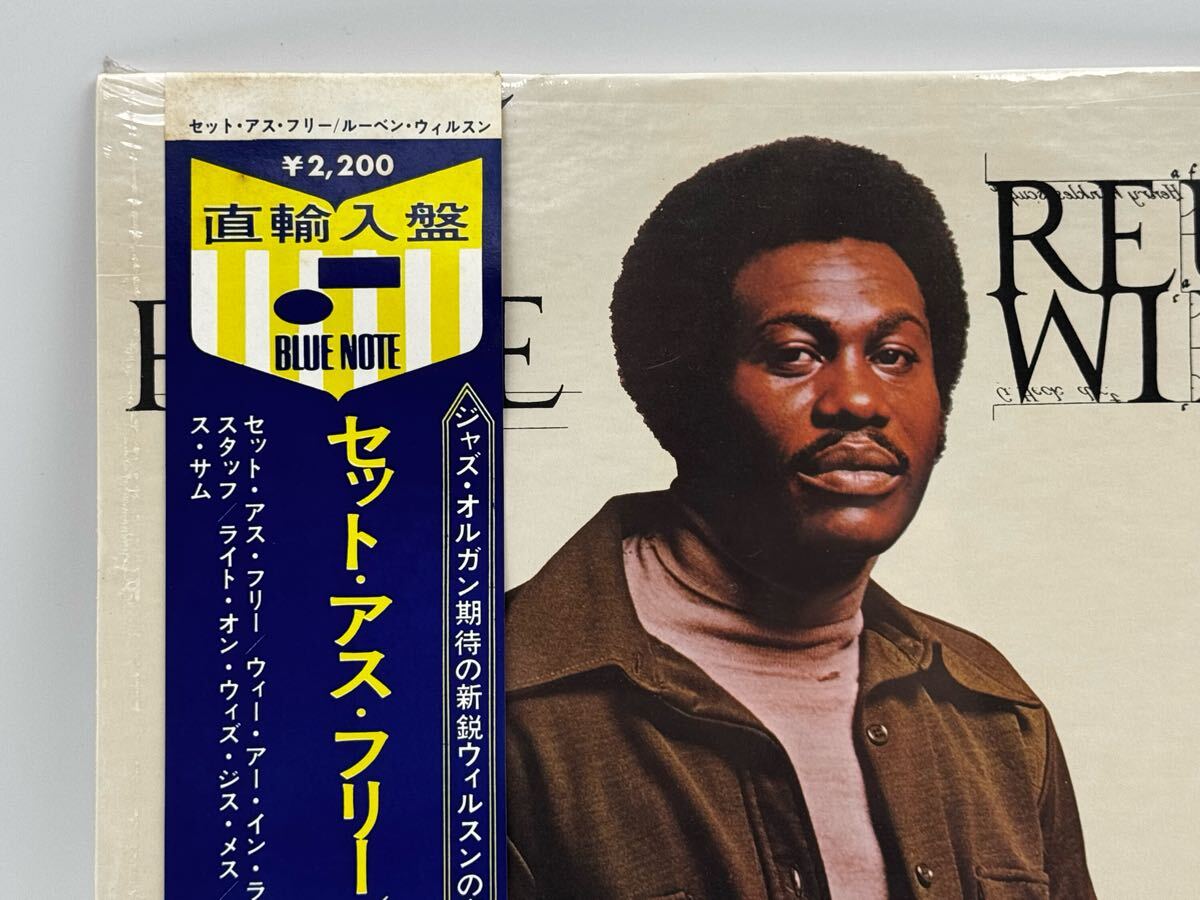 セット・アス・フリー/ルーベン・ウィルスン
¥2,200
直輸入盤
BLUE NOTE
ジャズ・オルガン期待の新鋭ウィルスンの
セット・アス・フリー/
セット・アス・フリー/ウィー・アー・イン・ラ
スタッフ/ライト・オン・ウィズ・ジス・メス/
ス・サム
RE
WI